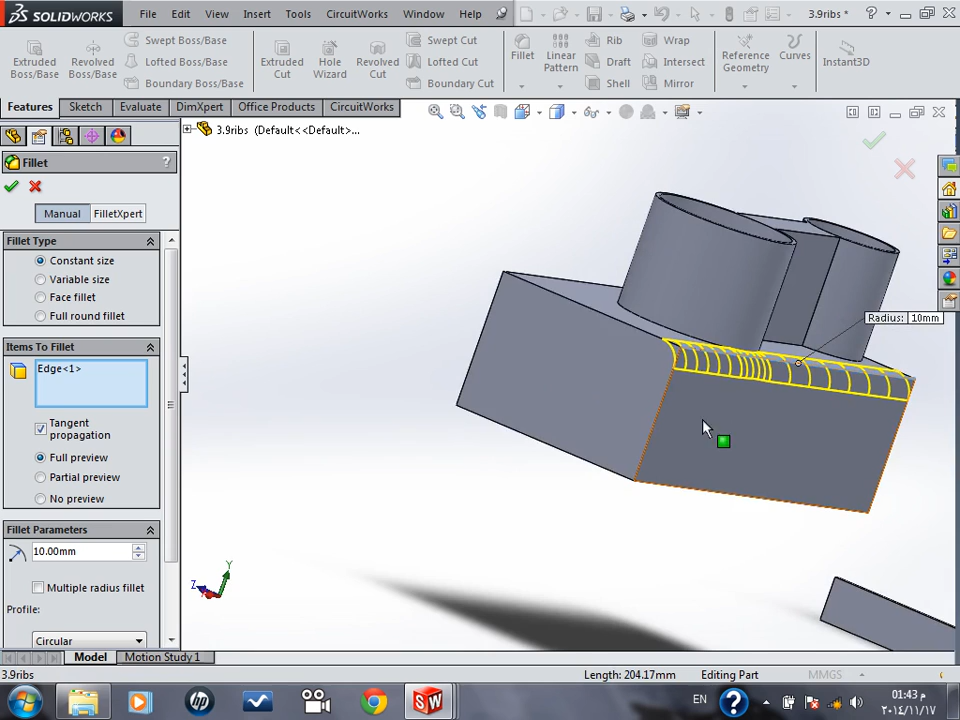 SOLIDWORKS File Edit View Insert Tools CircuitWorks Window Help 3.9ribs *
Extruded Boss/Base Revolved Boss/Base Swept Boss/Base Lofted Boss/Base Boundary Boss/Base Extruded Cut Hole Wizard Revolved Cut Swept Cut Lofted Cut Boundary Cut Fillet Linear Pattern Rib Draft Shell Wrap Intersect Mirror Reference Geometry Curves Instant3D
Features Sketch Evaluate DimXpert Office Products CircuitWorks
3.9ribs (Default<<Default>...
Fillet ?
Manual FilletXpert
Fillet Type
Constant size
Variable size
Face fillet
Full round fillet
Radius: 10mm
Items To Fillet
Edge<1>
Tangent propagation
Full preview
Partial preview
No preview
Fillet Parameters
10.00mm
Multiple radius fillet
Profile:
Circular
Y
Z
Model Motion Study 1
3.9ribs Length: 204.17mm Editing Part MMGS
EN 01:43 م
٢٠١٤/١١/١٧